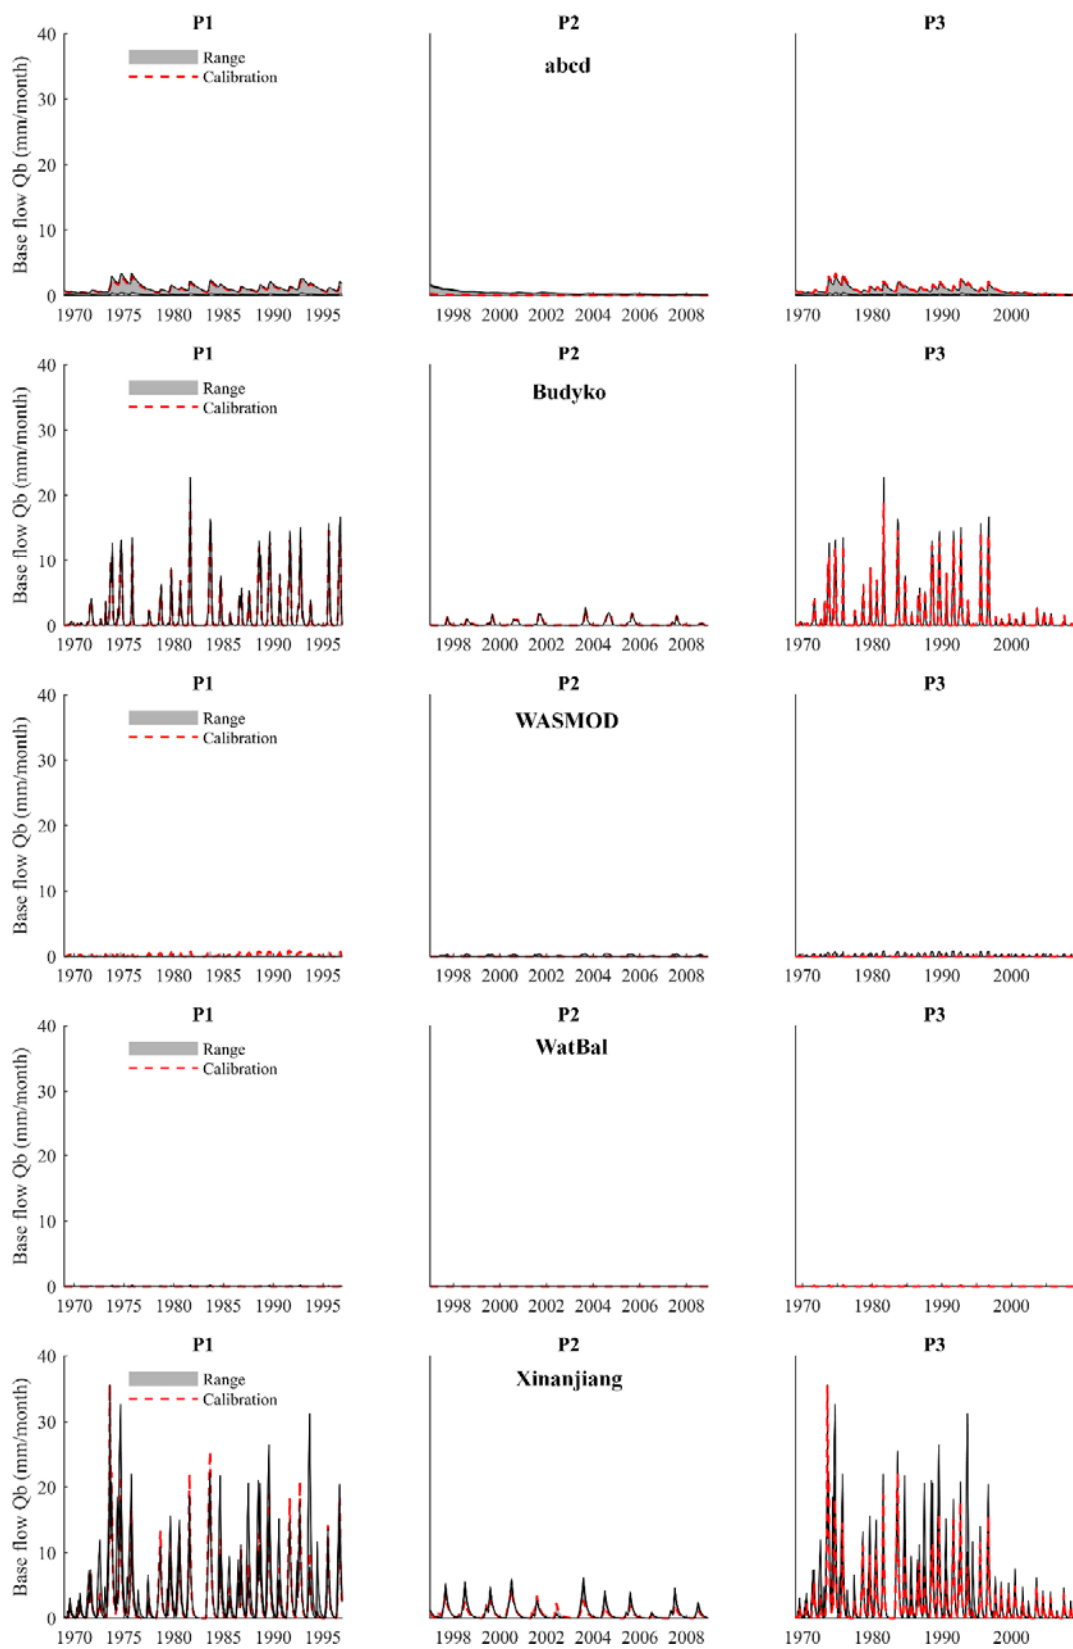 P1 P2 P3
abcd
Range
Calibration
Base flow Qb (mm/month)
40
30
20
10
0
1970 1975 1980 1985 1990 1995
1998 2000 2002 2004 2006 2008
1970 1980 1990 2000
P1 P2 P3
Budyko
Range
Calibration
Base flow Qb (mm/month)
40
30
20
10
0
1970 1975 1980 1985 1990 1995
1998 2000 2002 2004 2006 2008
1970 1980 1990 2000
P1 P2 P3
WASMOD
Range
Calibration
Base flow Qb (mm/month)
40
30
20
10
0
1970 1975 1980 1985 1990 1995
1998 2000 2002 2004 2006 2008
1970 1980 1990 2000
P1 P2 P3
WatBal
Range
Calibration
Base flow Qb (mm/month)
40
30
20
10
0
1970 1975 1980 1985 1990 1995
1998 2000 2002 2004 2006 2008
1970 1980 1990 2000
P1 P2 P3
Xinanjiang
Range
Calibration
Base flow Qb (mm/month)
40
30
20
10
0
1970 1975 1980 1985 1990 1995
1998 2000 2002 2004 2006 2008
1970 1980 1990 2000